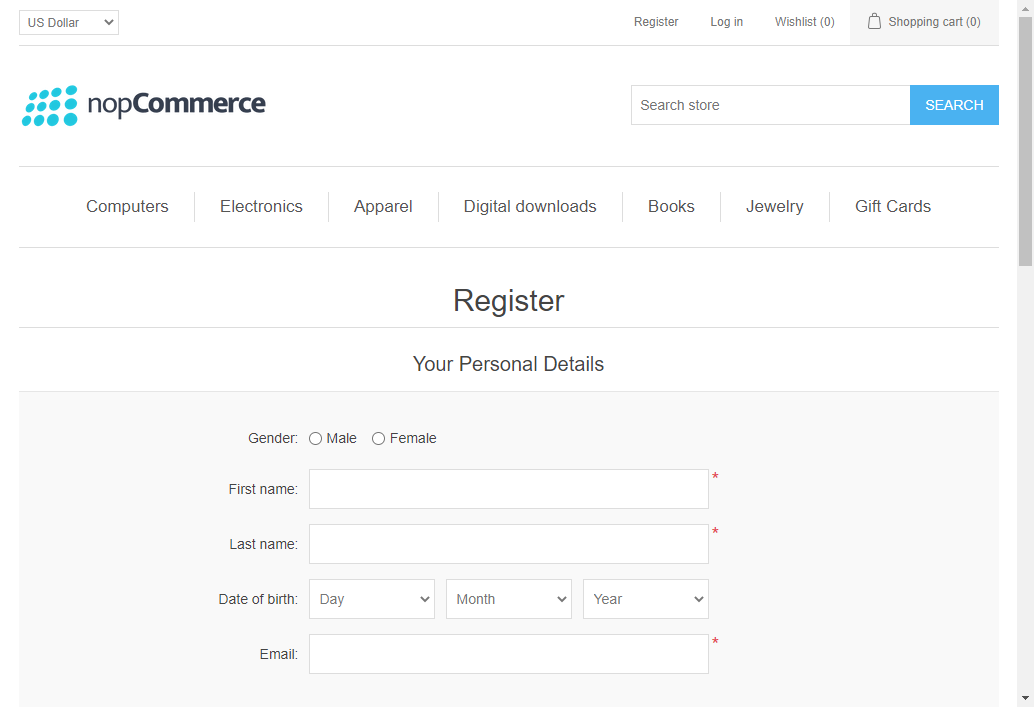 US Dollar Register Log in Wishlist (0) Shopping cart (0)
nopCommerce Search store SEARCH
Computers Electronics Apparel Digital downloads Books Jewelry Gift Cards
Register
Your Personal Details
Gender: Male Female
First name: *
Last name: *
Date of birth: Day Month Year
Email: *